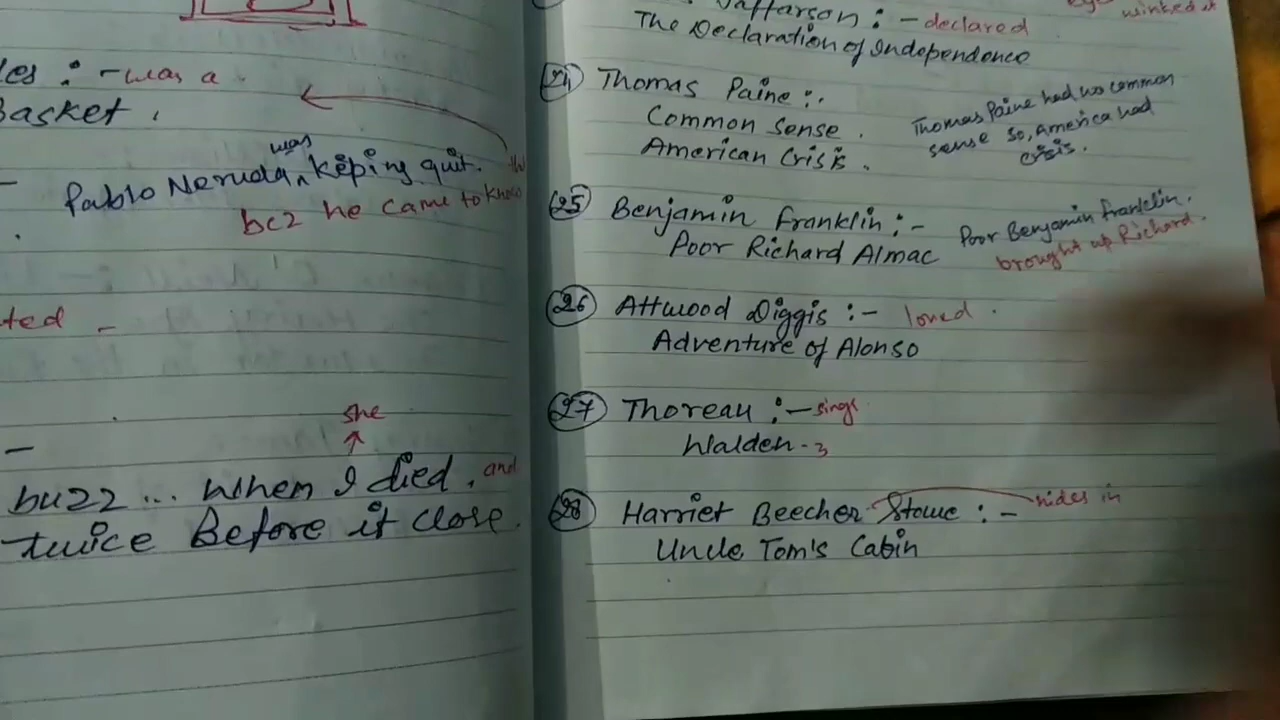 les : - was a
Basket .
was
Pablo Neruda ^ keping quit.
bcz he came to know
ted -
she
buzz ... When I died, and
twice Before it close.
Jaffarson : - declared
winked at
The Declaration of Independence
24 Thomas Paine :.
Common Sense .
American Crisis .
Thomas Paine had no common
sense so, America had
crisis.
25 Benjamin Franklin : -
Poor Richard Almac
Poor Benjamin Franklin.
brought up Richard.
26 Attwood Diggis : - loved .
Adventure of Alonso
27 Thoreau : - sings
Walden -
28 Harriet Beecher Stowe : - rides in
Uncle Tom's Cabin